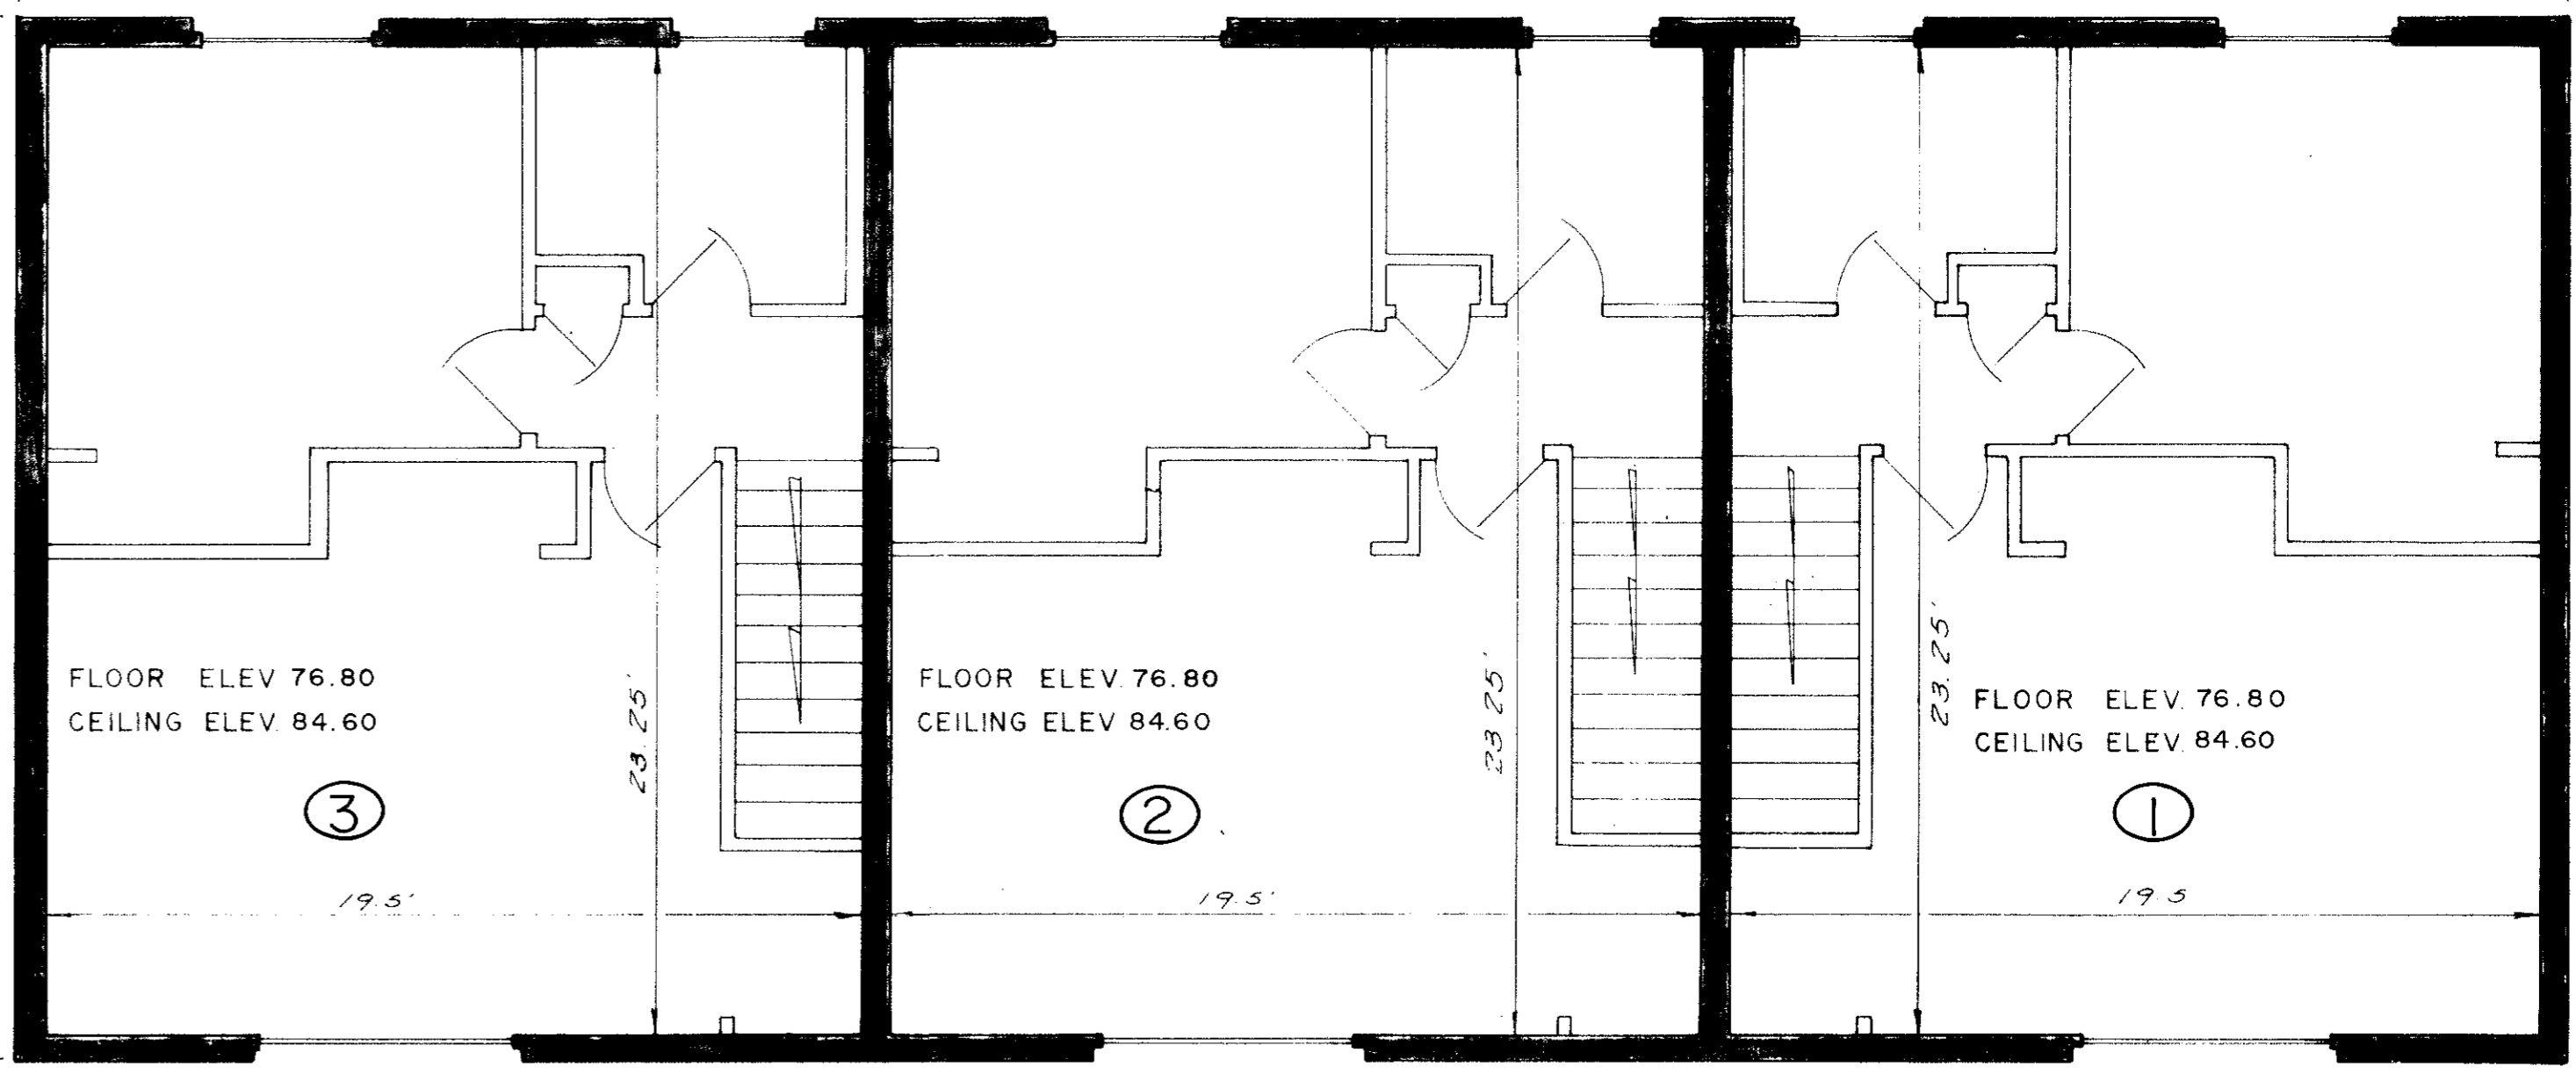 FLOOR ELEV 76.80
CEILING ELEV. 84.60
3
23.25'
19.5'
FLOOR ELEV. 76.80
CEILING ELEV 84.60
2
23 25'
19.5'
FLOOR ELEV. 76.80
CEILING ELEV. 84.60
1
23.25'
19.5